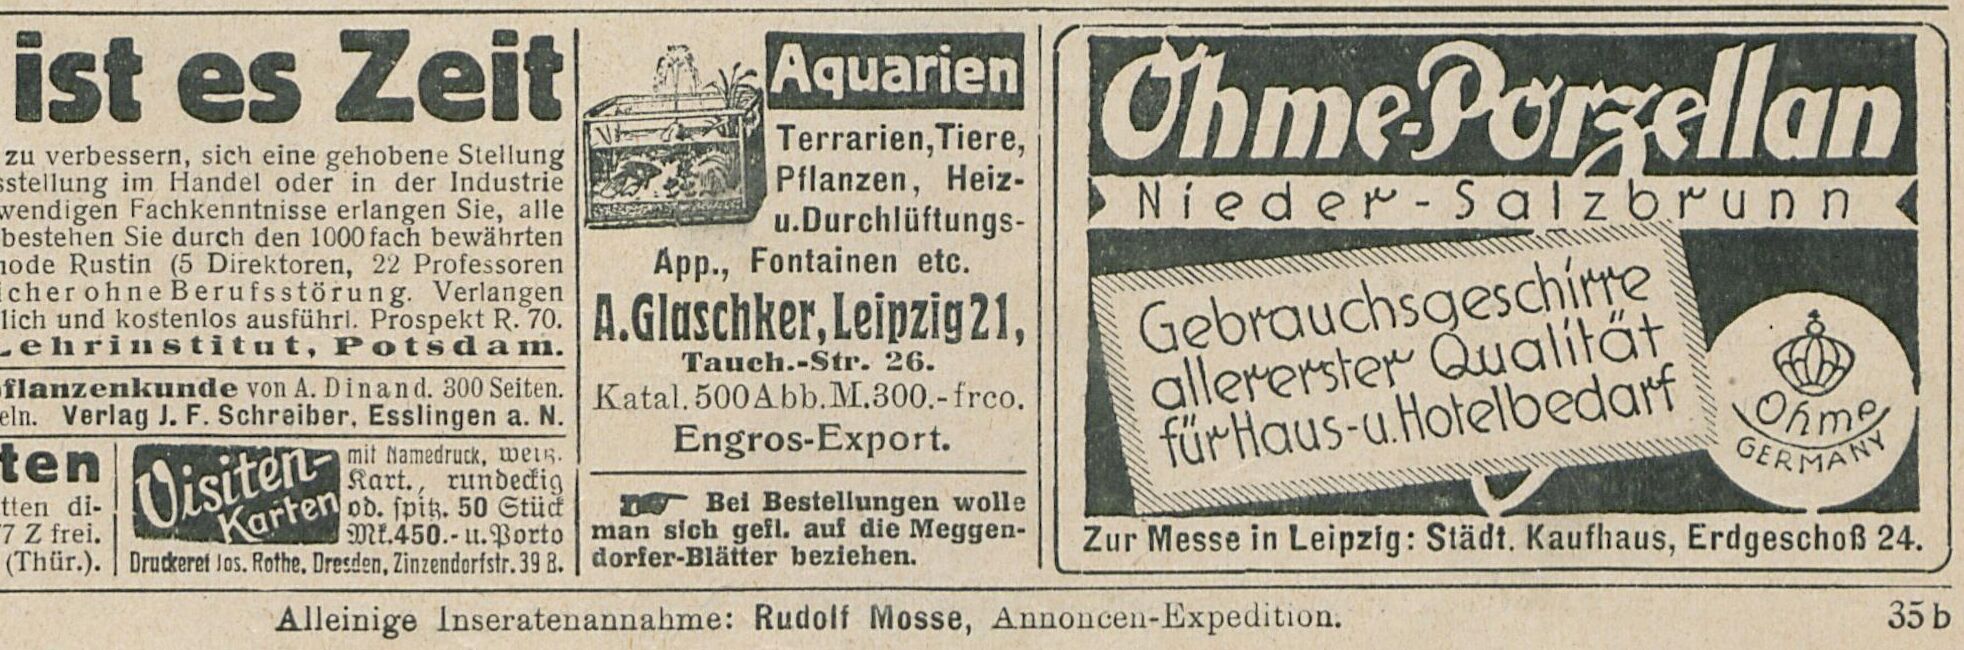 ist es Zeit
zu verbessern, sich eine gehobene Stellung
sstellung im Handel oder in der Industrie
wendigen Fachkenntnisse erlangen Sie, alle
bestehen Sie durch den 1000fach bewährten
ode Rustin (5 Direktoren, 22 Professoren
icher ohne Berufsstörung. Verlangen
lich und kostenlos ausführl. Prospekt R. 70.
Lehrinstitut, Potsdam.
flanzenkunde von A. Dinand. 300 Seiten.
eln. Verlag J. F. Schreiber, Esslingen a. N.
ten
tten di-
7 Z frei.
(Thür.).
Visiten-
Karten
mit Namedruck, weiß.
Kart., rundeckig
od. spitz. 50 Stück
Mk. 450.- u. Porto
Druckerei Jos. Rothe, Dresden, Zinzendorfstr. 39 B.
Aquarien
Terrarien, Tiere,
Pflanzen, Heiz-
u. Durchlüftungs-
App., Fontainen etc.
A. Glaschker, Leipzig 21,
Tauch.-Str. 26.
Katal. 500 Abb. M. 300.- frco.
Engros-Export.
☞ Bei Bestellungen wolle
man sich gefl. auf die Meggen-
dorfer-Blätter beziehen.
Ohme-Porzellan
Nieder-Salzbrunn
Gebrauchsgeschirre
allererster Qualität
für Haus- u. Hotelbedarf
Ohme
GERMANY
Zur Messe in Leipzig: Städt. Kaufhaus, Erdgeschoß 24.
Alleinige Inseratenannahme: Rudolf Mosse, Annoncen-Expedition.
35 b